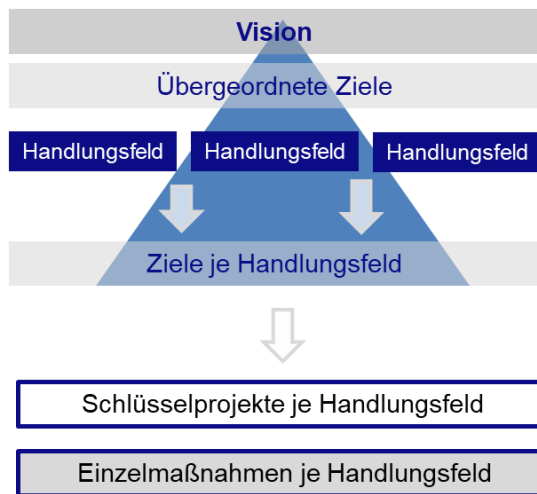 Vision
Übergeordnete Ziele
Handlungsfeld
Handlungsfeld
Handlungsfeld
Ziele je Handlungsfeld
Schlüsselprojekte je Handlungsfeld
Einzelmaßnahmen je Handlungsfeld